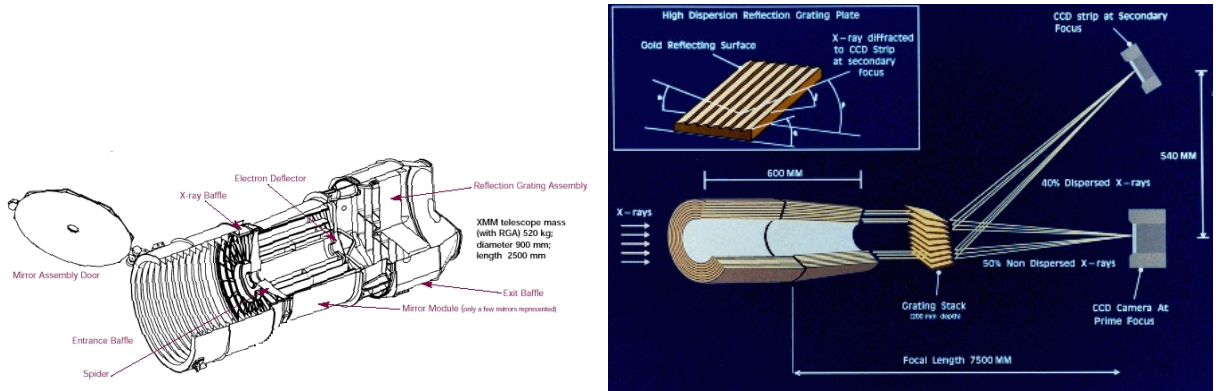 Electron Deflector
X-ray Baffle
Reflection Grating Assembly
XMM telescope mass
(with RGA) 520 kg;
diameter 900 mm;
length 2500 mm
Mirror Assembly Door
Exit Baffle
Mirror Module (only a few mirrors represented)
Entrance Baffle
Spider
High Dispersion Reflection Grating Plate
Gold Reflecting Surface
X-ray diffracted
to CCD Strip
at secondary
focus
CCD strip at Secondary
Focus
540 MM
600 MM
40% Dispersed X-rays
X-rays
50% Non Dispersed X-rays
Grating Stack
(200 mm depth)
CCD Camera At
Prime Focus
Focal Length 7500 MM